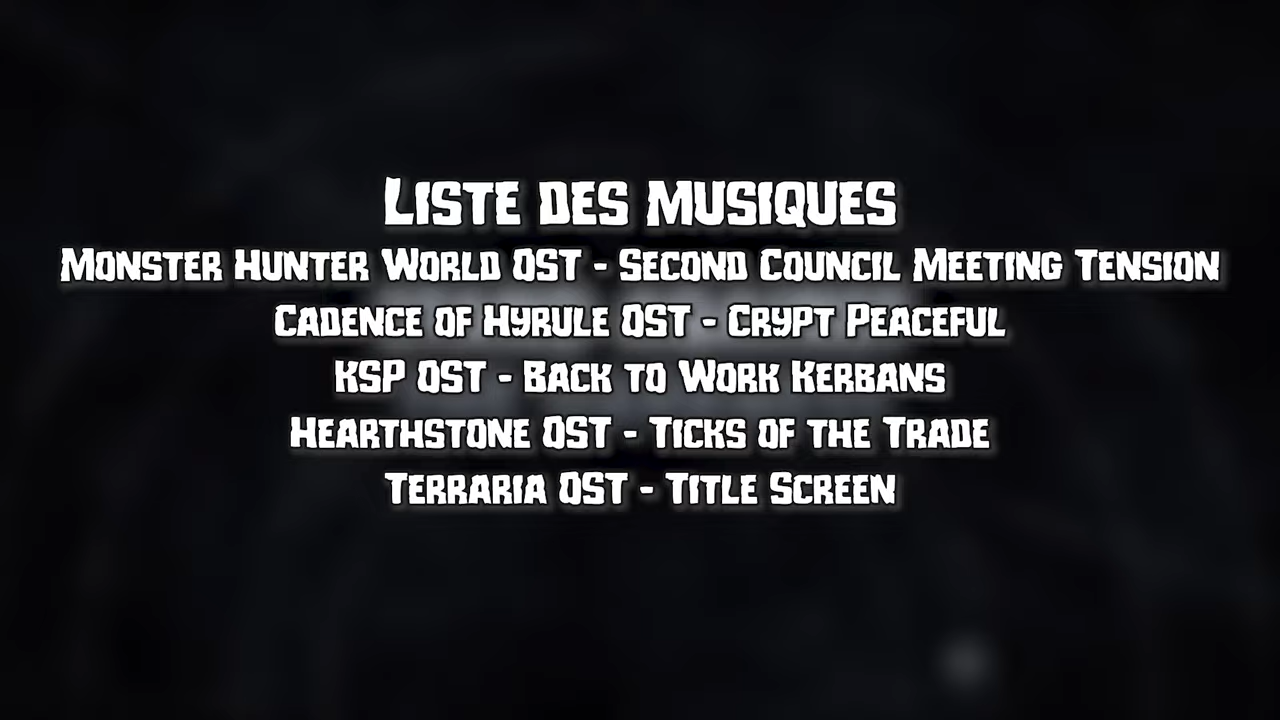 Liste des musiques
Monster Hunter World OST - Second Council Meeting Tension
Cadence of Hyrule OST - Crypt Peaceful
KSP OST - Back to Work Kerbans
Hearthstone OST - Ticks of the Trade
Terraria OST - Title Screen